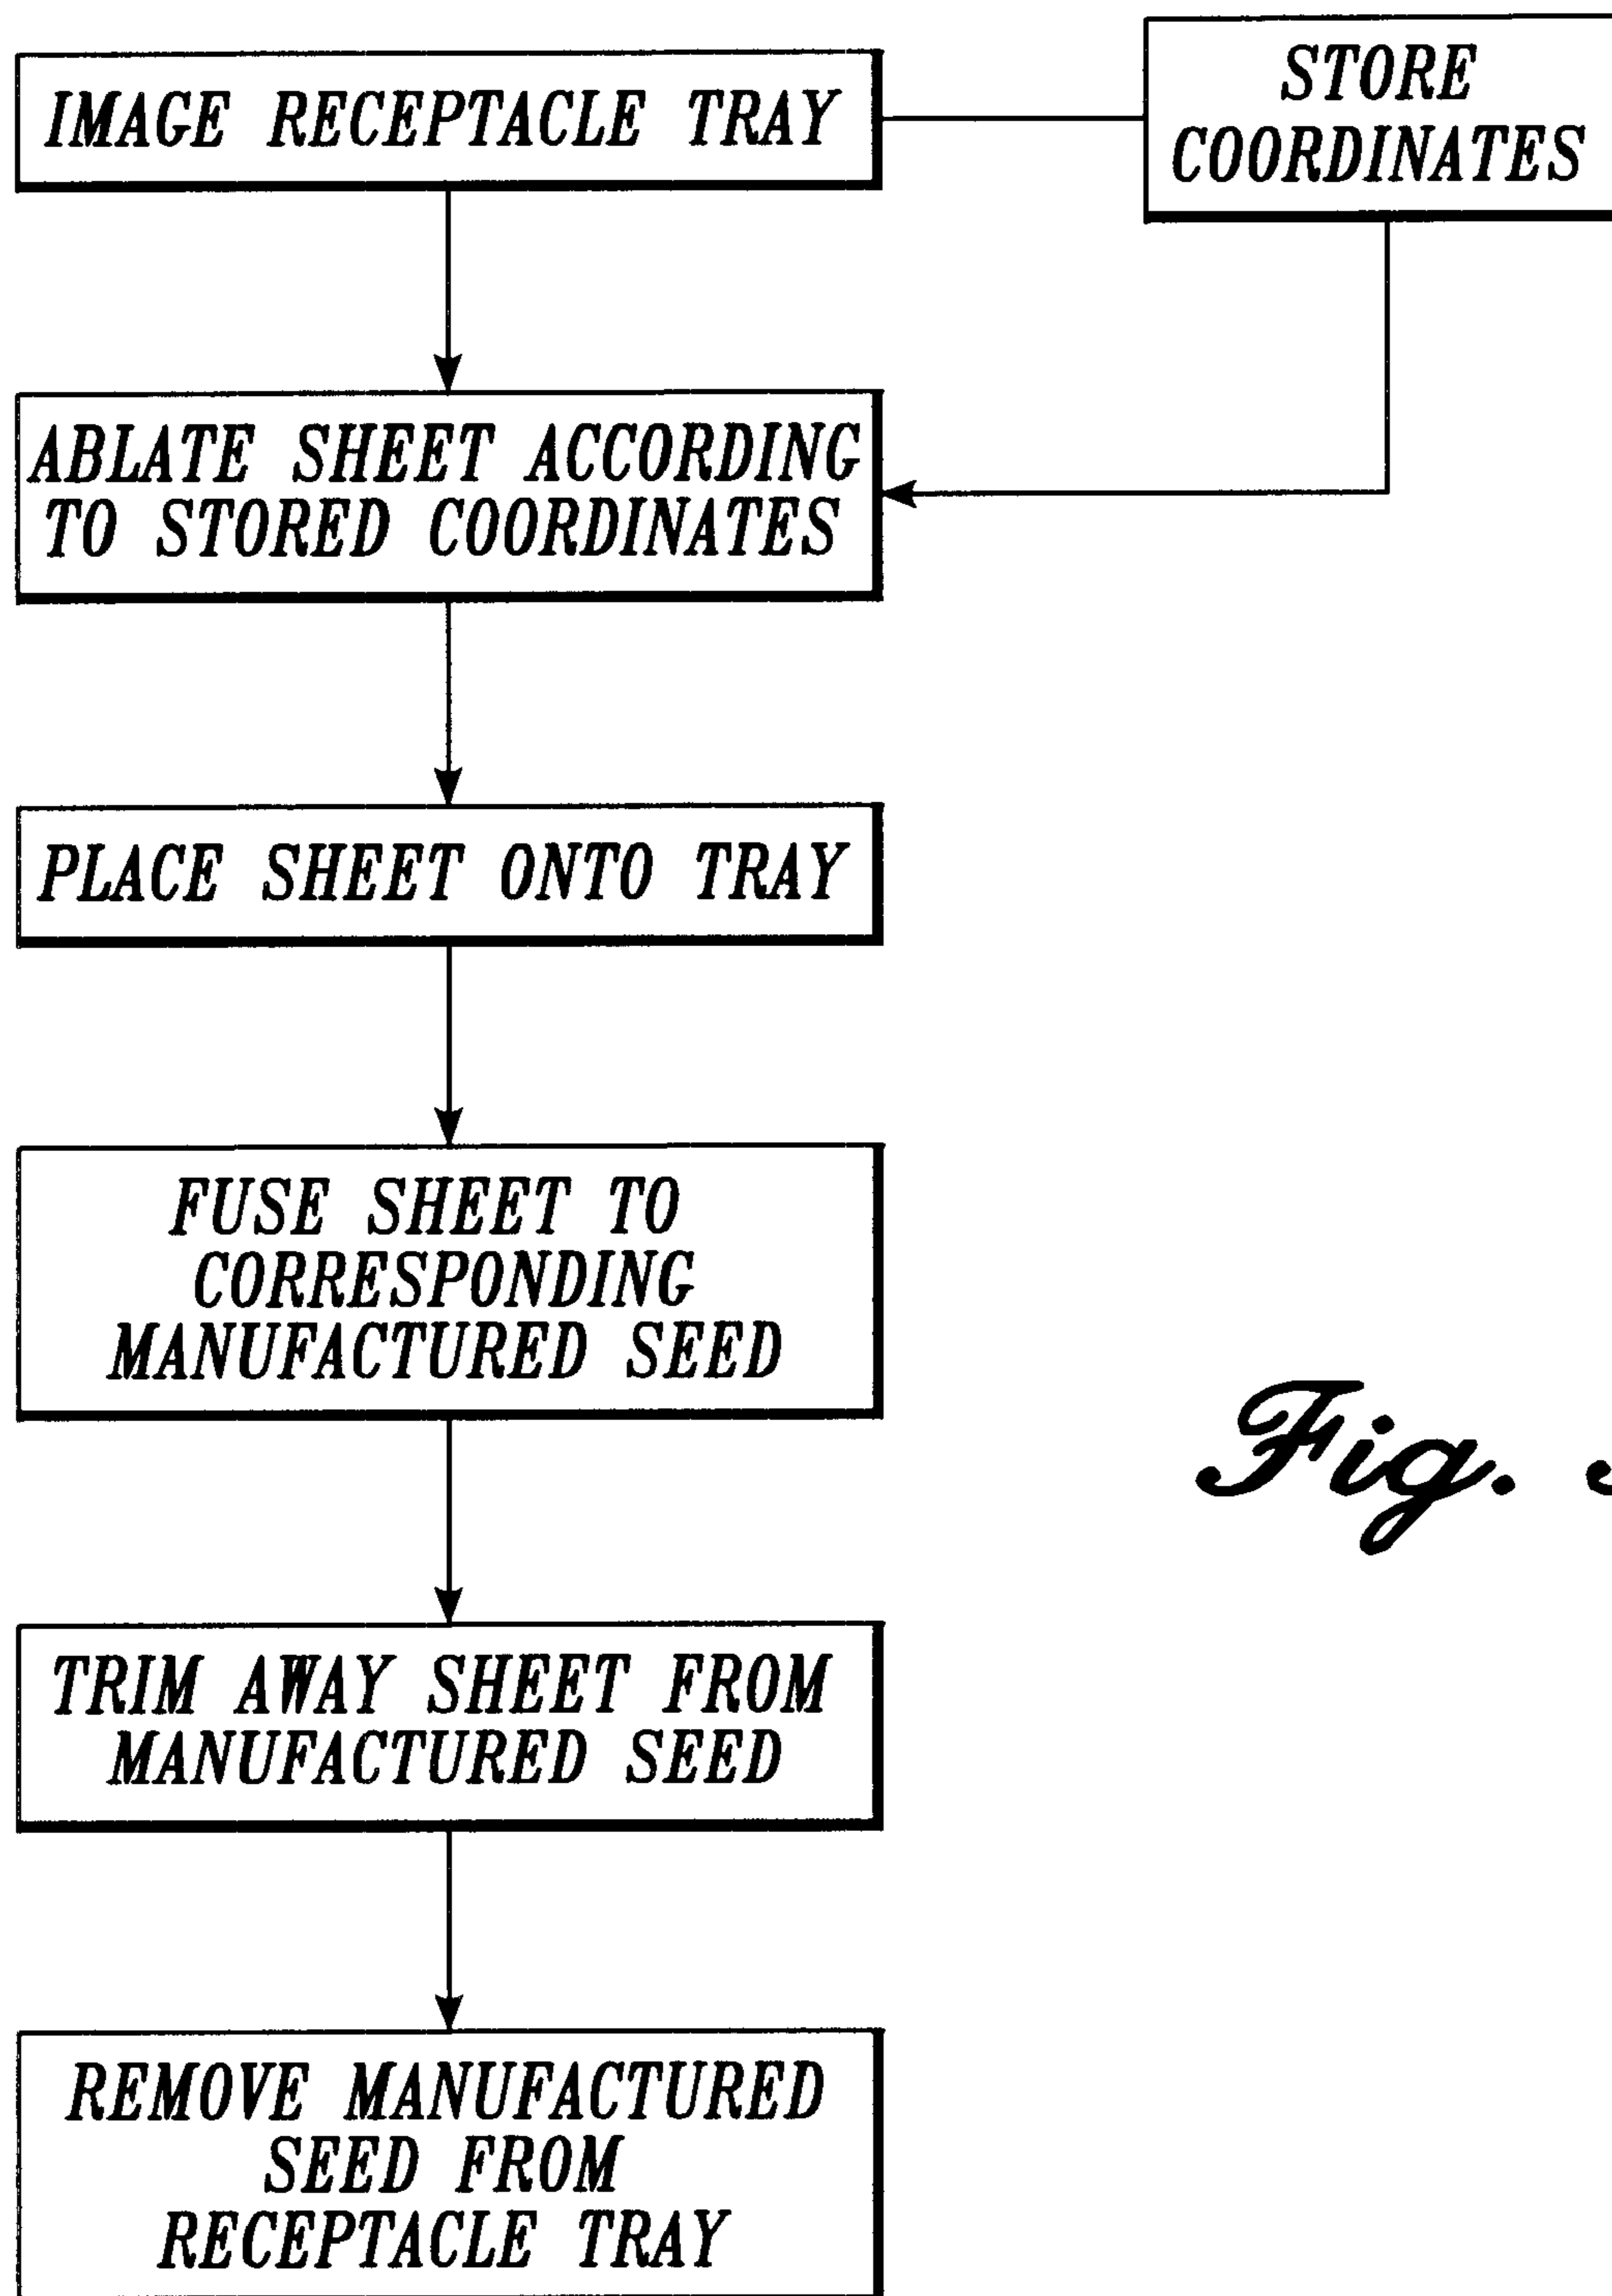 IMAGE RECEPTACLE TRAY
STORE
COORDINATES
ABLATE SHEET ACCORDING
TO STORED COORDINATES
PLACE SHEET ONTO TRAY
FUSE SHEET TO
CORRESPONDING
MANUFACTURED SEED
Fig.
TRIM AWAY SHEET FROM
MANUFACTURED SEED
REMOVE MANUFACTURED
SEED FROM
RECEPTACLE TRAY